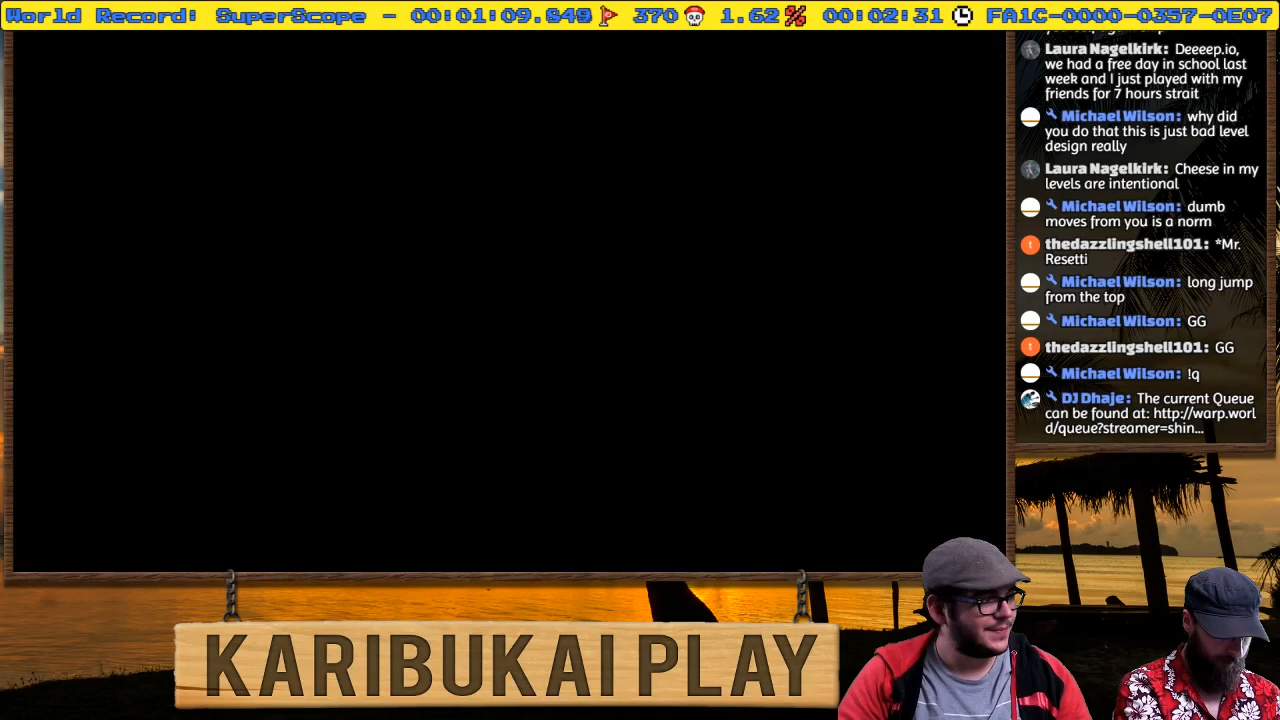 World Record: SuperScope - 00:01:09.849 370 1.62 00:02:31 FA1C-0000-0357-0E07
Laura Nagelkirk: Deeeep.io,
we had a free day in school last
week and I just played with my
friends for 7 hours strait
Michael Wilson: why did
you do that this is just bad level
design really
Laura Nagelkirk: Cheese in my
levels are intentional
Michael Wilson: dumb
moves from you is a norm
thedazzlingshell101: *Mr.
Resetti
Michael Wilson: long jump
from the top
Michael Wilson: GG
thedazzlingshell101: GG
Michael Wilson: !q
DJ Dhaje: The current Queue
can be found at: http://warp.worl
d/queue?streamer=shin...
KARIBUKAI PLAY